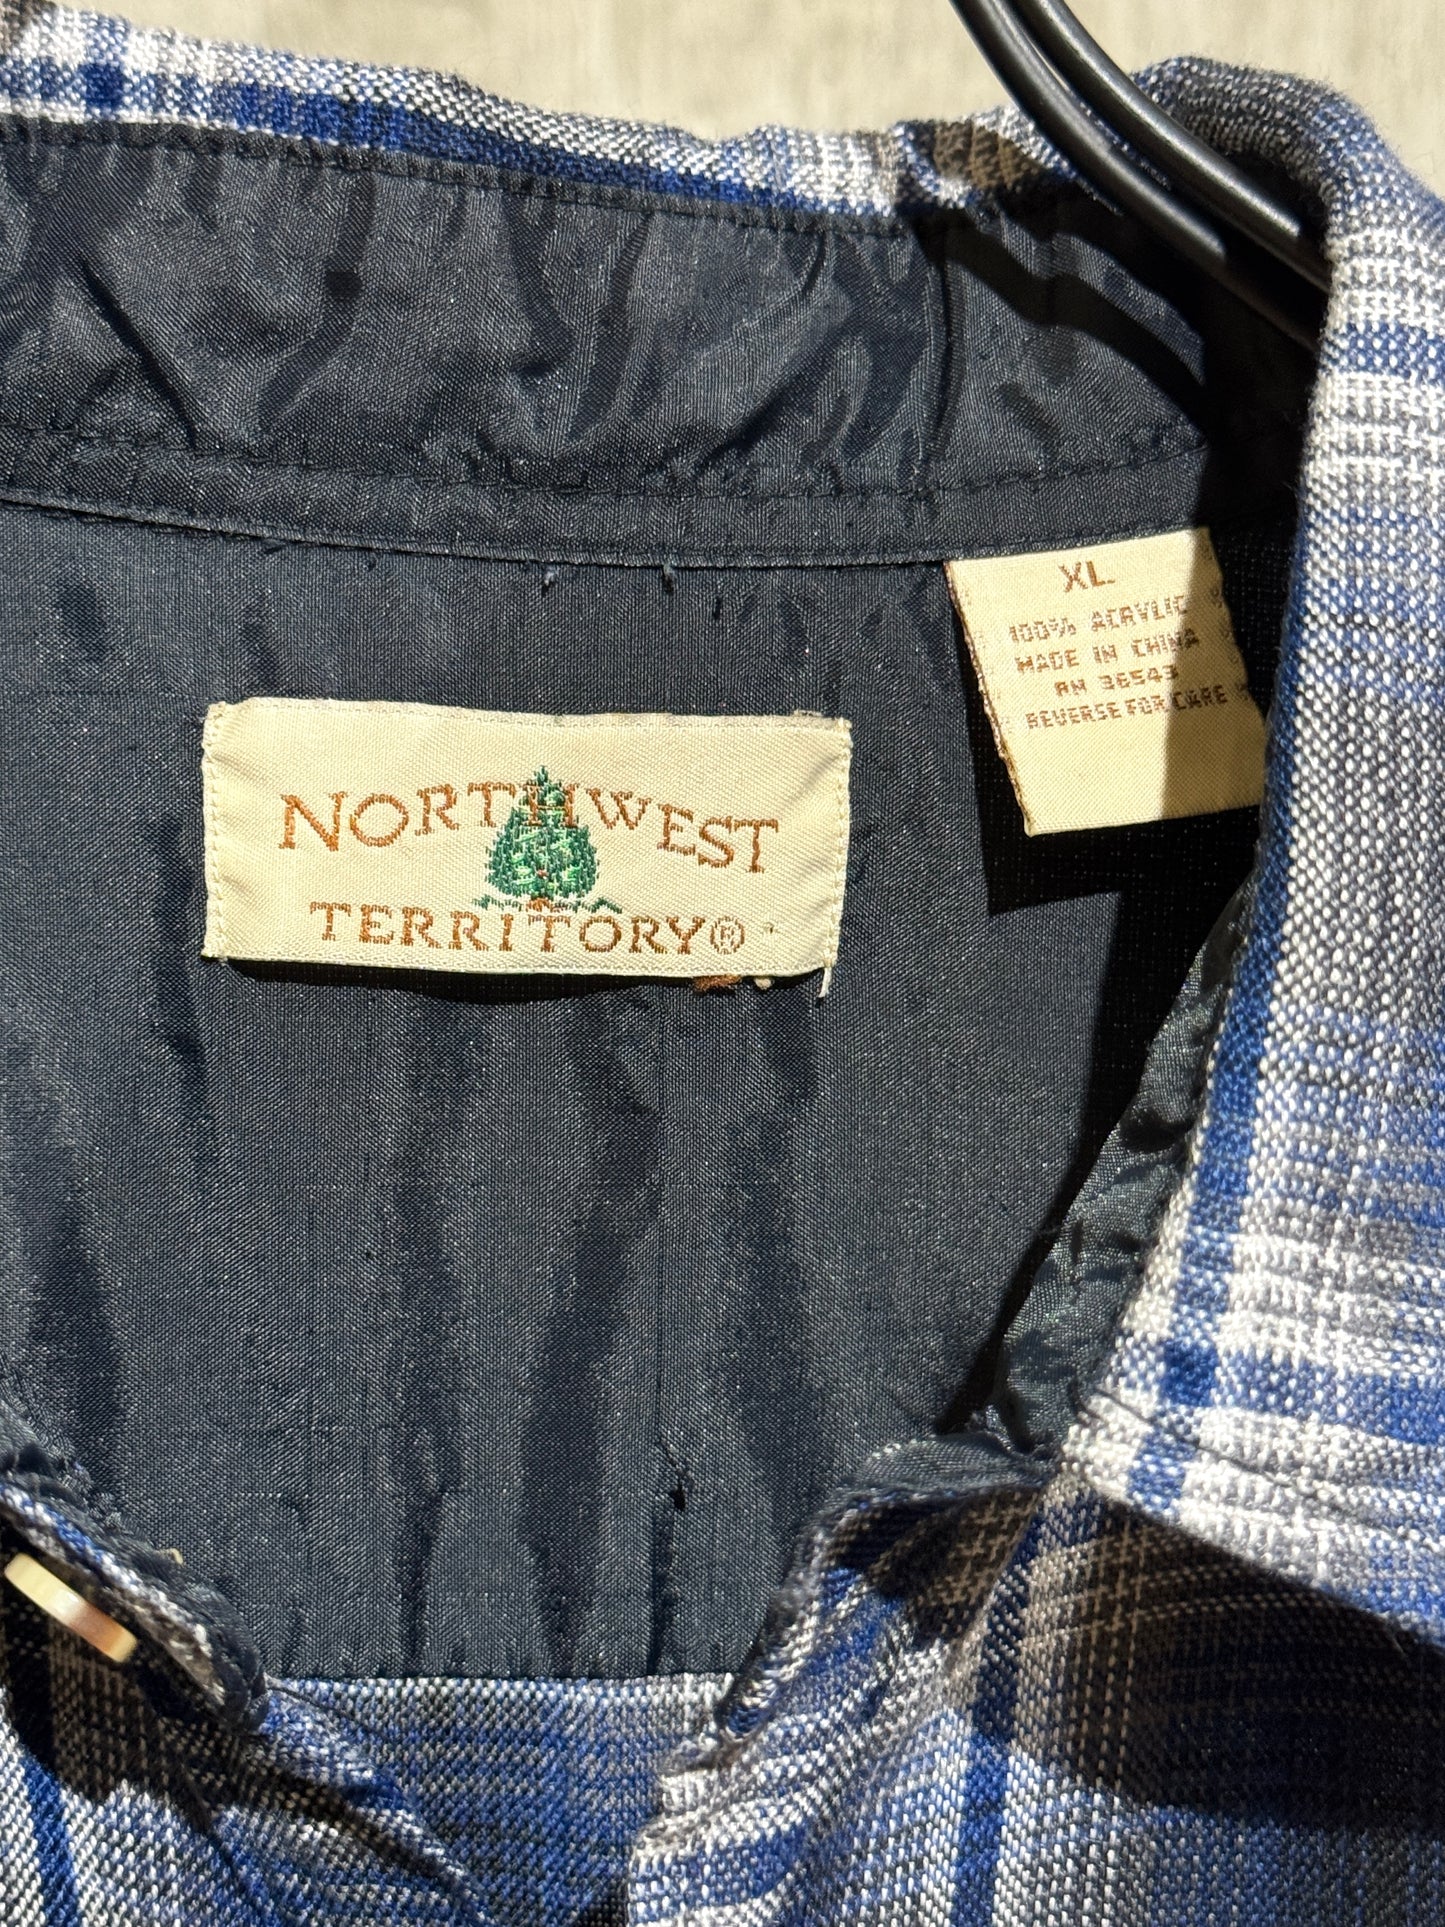 XL
100% ACRYLIC
MADE IN CHINA
RN 36543
REVERSE FOR CARE
NORTHWEST
TERRITORY®